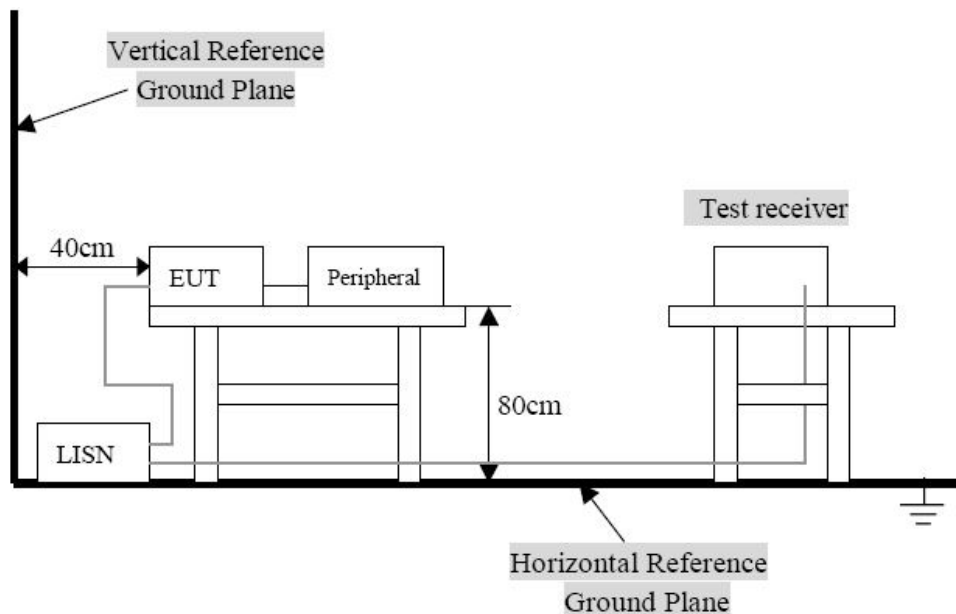 Vertical Reference
Ground Plane
Test receiver
40cm
EUT
Peripheral
80cm
LISN
Horizontal Reference
Ground Plane